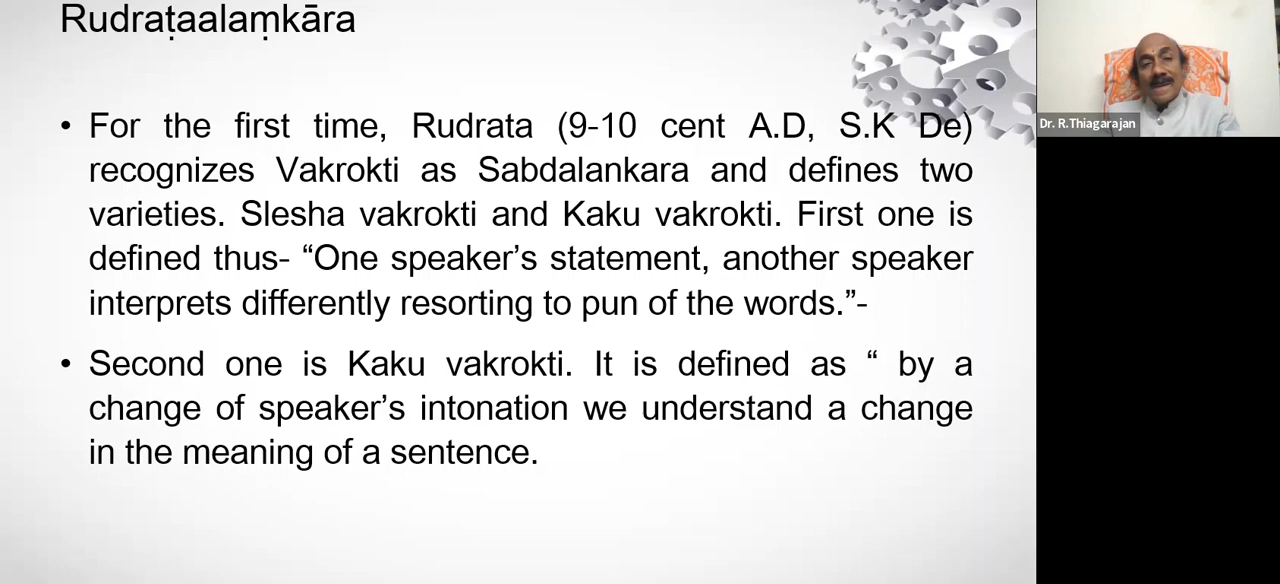 Rudraṭaalaṃkāra
• For the first time, Rudrata (9-10 cent A.D, S.K De)
recognizes Vakrokti as Sabdalankara and defines two
varieties. Slesha vakrokti and Kaku vakrokti. First one is
defined thus- “One speaker’s statement, another speaker
interprets differently resorting to pun of the words.”-
• Second one is Kaku vakrokti. It is defined as “ by a
change of speaker’s intonation we understand a change
in the meaning of a sentence.
Dr. R.Thiagarajan